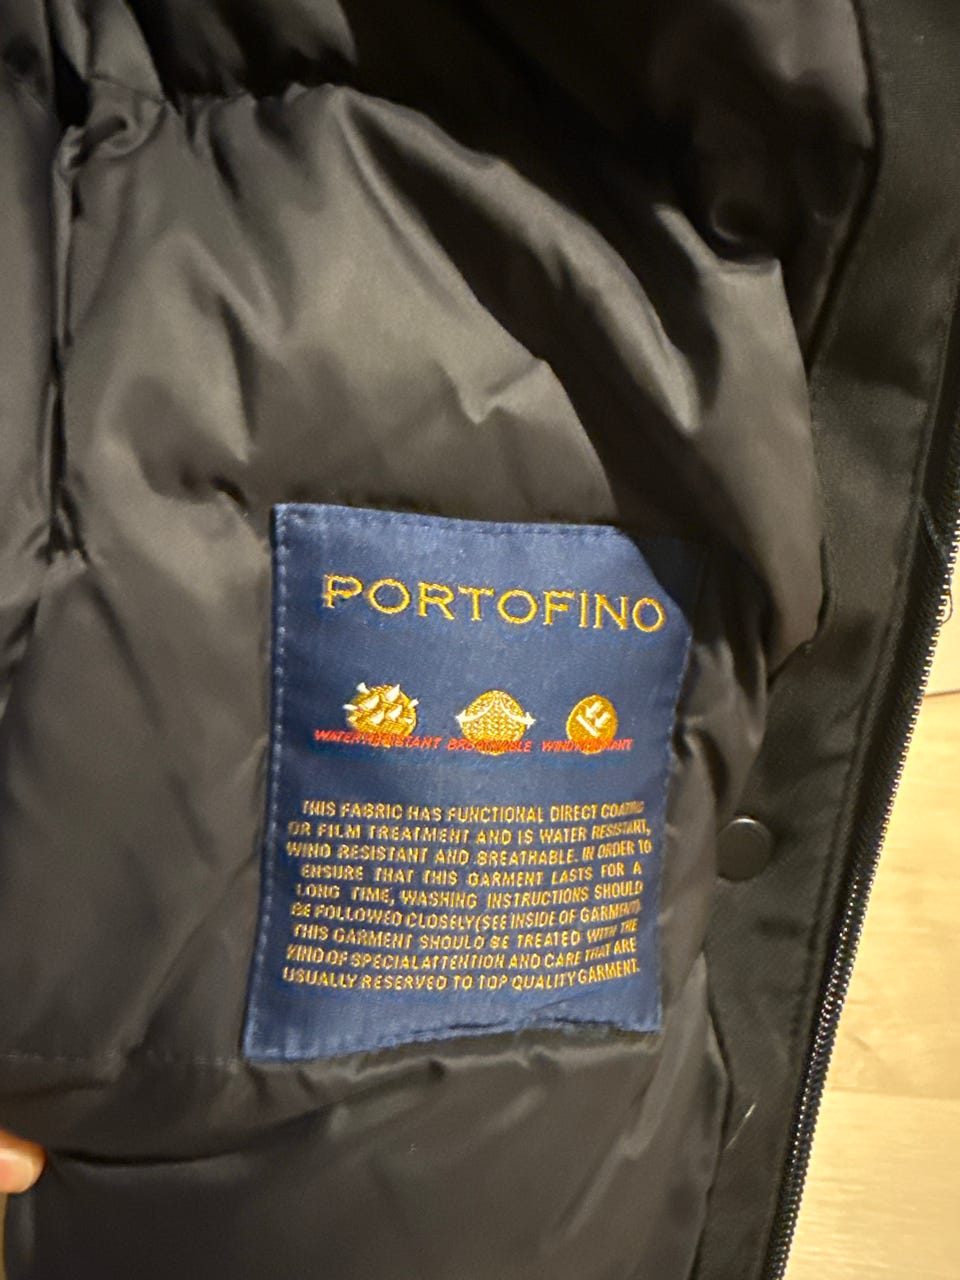 PORTOFINO
WATER RESISTANT BREATHABLE WINDRESISTANT
THIS FABRIC HAS FUNCTIONAL DIRECT COATING
OR FILM TREATMENT AND IS WATER RESISTANT,
WIND RESISTANT AND BREATHABLE. IN ORDER TO
ENSURE THAT THIS GARMENT LASTS FOR A
LONG TIME, WASHING INSTRUCTIONS SHOULD
BE FOLLOWED CLOSELY(SEE INSIDE OF GARMENT).
THIS GARMENT SHOULD BE TREATED WITH THE
KIND OF SPECIAL ATTENTION AND CARE THAT ARE
USUALLY RESERVED TO TOP QUALITY GARMENT.